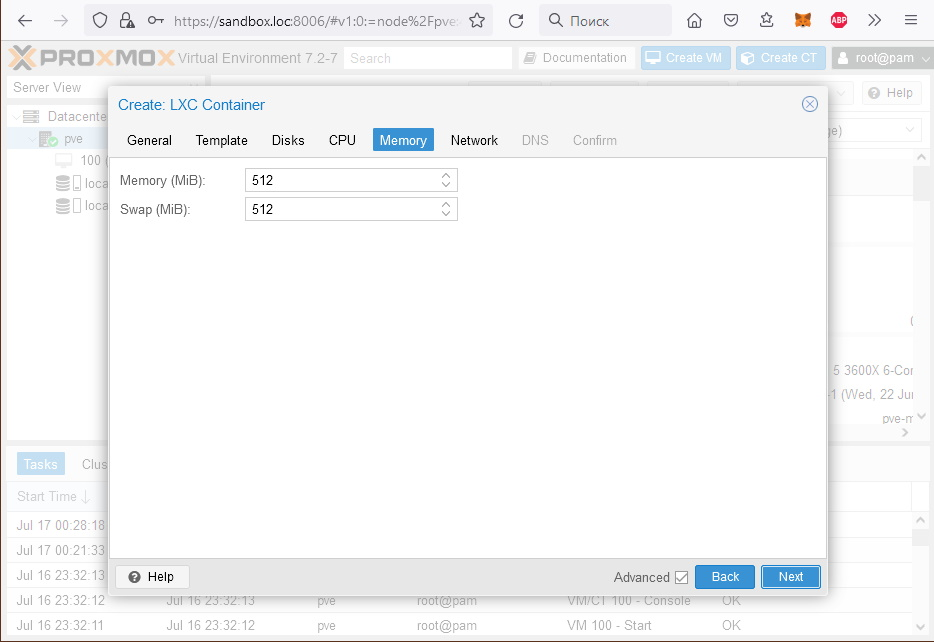 https://sandbox.loc:8006/#v1:0:=node%2Fpve:
Поиск
ABP
PROXMOX Virtual Environment 7.2-7
Search
Documentation
Create VM
Create CT
root@pam
Server View
Help
Create: LXC Container
Datacente
pve
100 (
loca
loca
General
Template
Disks
CPU
Memory
Network
DNS
Confirm
ge)
Memory (MiB):
512
Swap (MiB):
512
5 3600X 6-Cor
-1 (Wed, 22 Jur
pve-m
Tasks
Clus
Start Time
Jul 17 00:28:18
Jul 17 00:21:33
Jul 16 23:32:13
Help
Advanced
Back
Next
Jul 16 23:32:12 Jul 16 23:32:13 pve root@pam VM/CT 100 - Console OK
Jul 16 23:32:11 Jul 16 23:32:12 pve root@pam VM 100 - Start OK